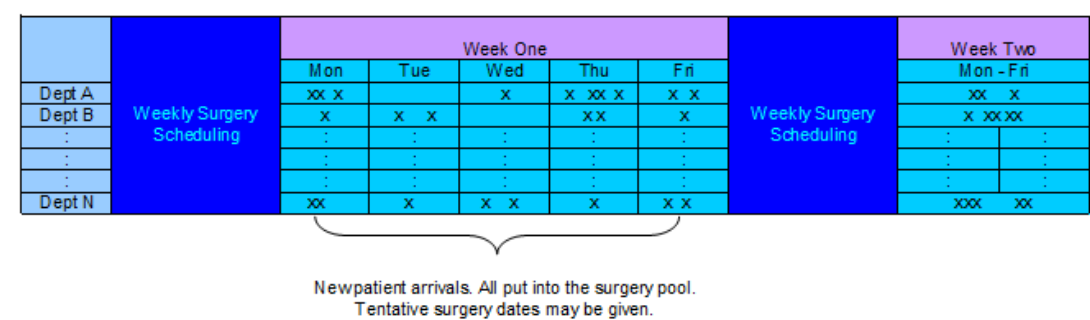 Week One Week Two
Mon Tue Wed Thu Fri Mon - Fri
Dept A xx x x x xx x x x xx x
Dept B Weekly Surgery x x x xx x Weekly Surgery x xx xx
: Scheduling : : : : : Scheduling : :
: : : : : : : :
: : : : : : : :
Dept N xx x x x x x x xxx xx
New patient arrivals. All put into the surgery pool.
Tentative surgery dates may be given.